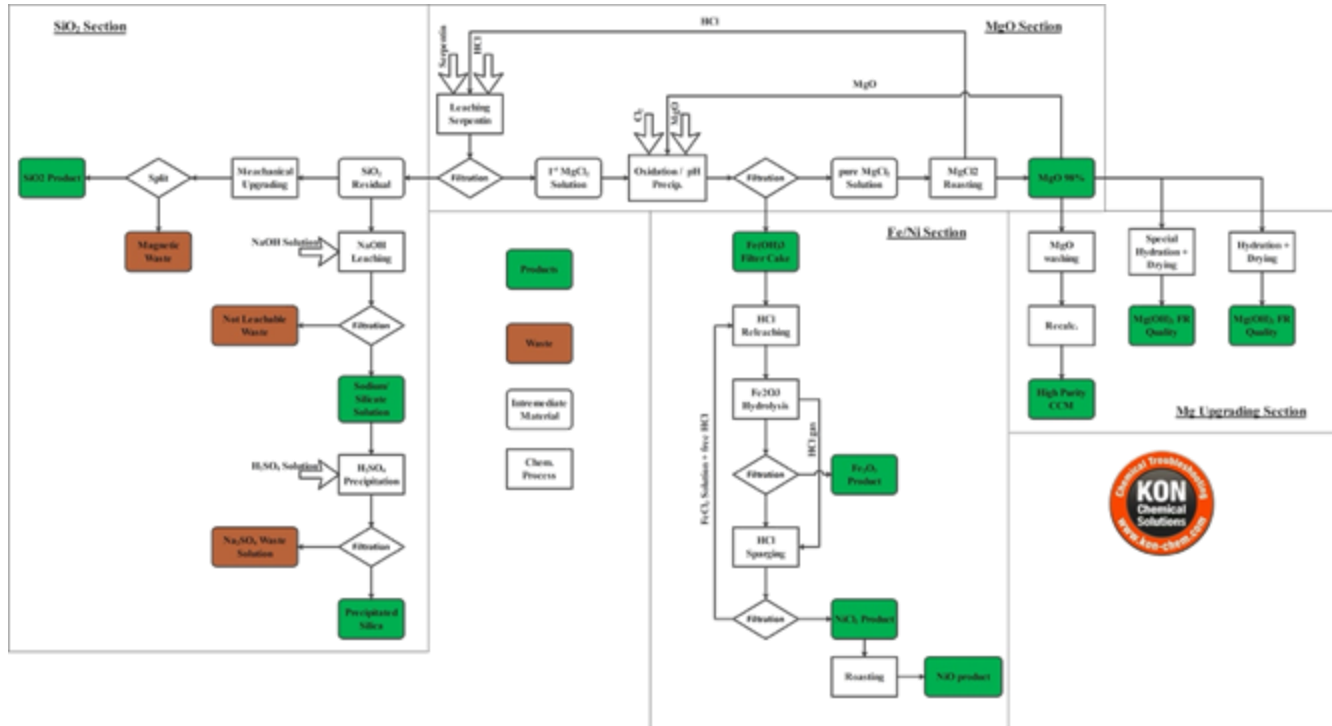 SiO₂ Section
HCl
MgO Section
Serpentin
HCl
MgO
Leaching
Serpentin
Cl₂
MgO
SiO2 Product
Split
Meachanical
Upgrading
SiO₂
Residual
Filtration
1ˢᵗ MgCl₂
Solution
Oxidation / pH
Precip.
Filtration
pure MgCl₂
Solution
MgCl2
Roasting
MgO 98%
Fe/Ni Section
Magnetic
Waste
NaOH Solution
NaOH
Leaching
Products
Fe(OH)3
Filter Cake
MgO
washing
Special
Hydration +
Drying
Hydration +
Drying
Not Leachable
Waste
Filtration
Waste
HCl
Releaching
Recalc.
Mg(OH)₂ FR
Quality
Mg(OH)₂ FR
Quality
Sodium/
Silicate
Solution
Intremediate
Material
Fe2O3
Hydrolysis
High Purity
CCM
Mg Upgrading Section
FeCl₂ Solution + free HCl
HCl gas
H₂SO₄ Solution
H₂SO₄
Precipitation
Chem.
Process
Filtration
Fe₂O₃
Product
Chemical Troubleshooting
KON
Chemical
Solutions
www.kon-chem.com
Na₂SO₄ Waste
Solution
Filtration
HCl
Sparging
Precipitated
Silica
Filtration
NiCl₂ Product
Roasting
NiO product